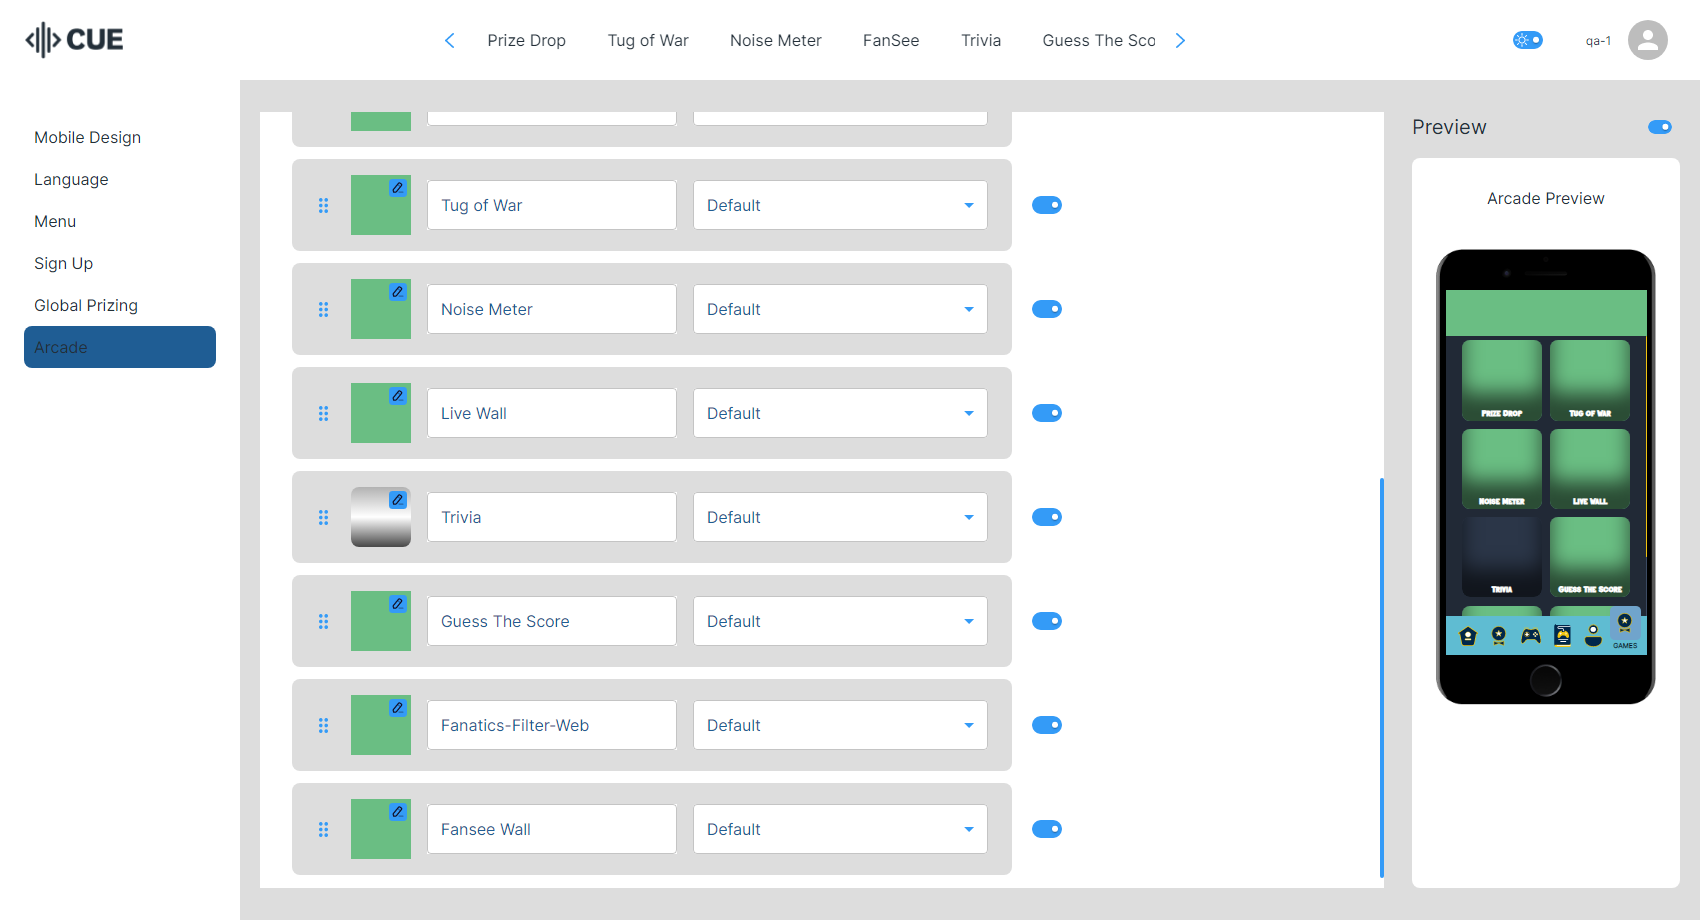 CUE
Prize Drop
Tug of War
Noise Meter
FanSee
Trivia
Guess The Sco
qa-1
Mobile Design
Language
Menu
Sign Up
Global Prizing
Arcade
Tug of War
Default
Noise Meter
Default
Live Wall
Default
Trivia
Default
Guess The Score
Default
Fanatics-Filter-Web
Default
Fansee Wall
Default
Preview
Arcade Preview
PRIZE DROP
TUG OF WAR
NOISE METER
LIVE WALL
TRIVIA
GUESS THE SCORE
GAMES